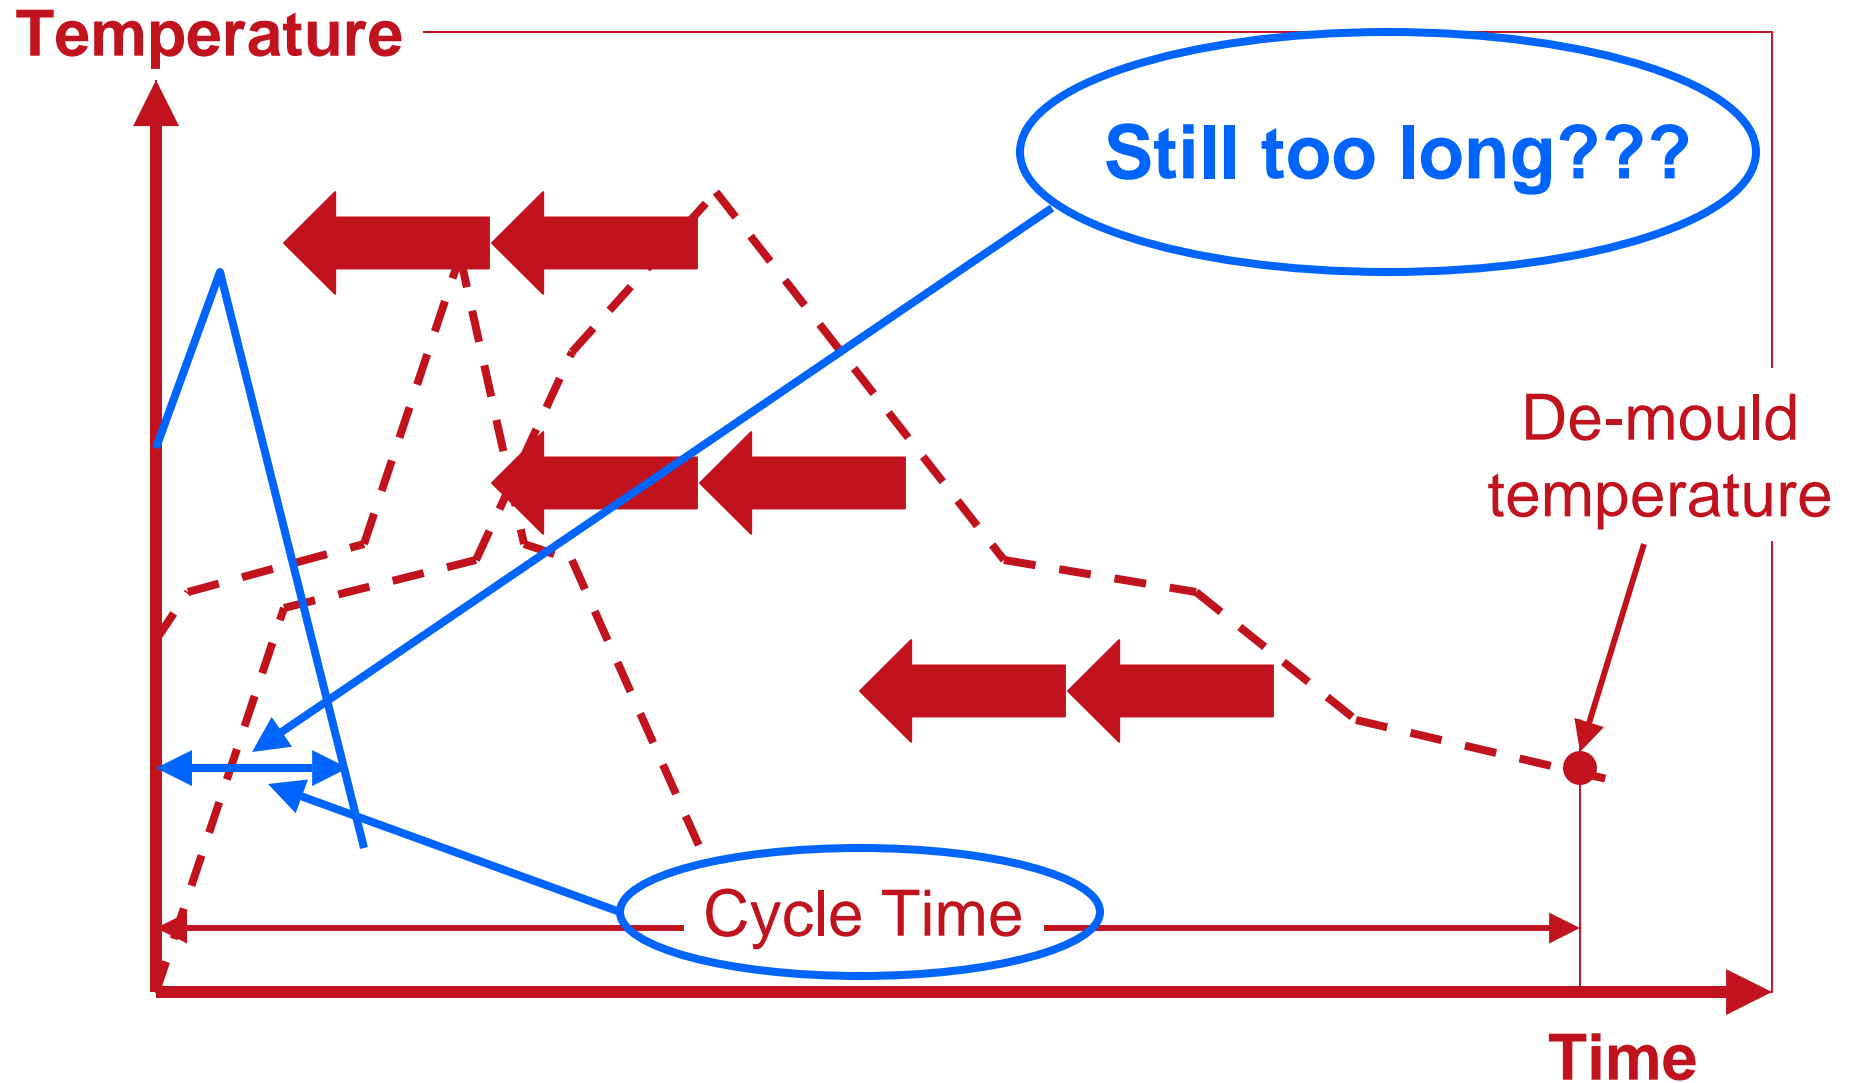 Temperature
Still too long???
De-mould
temperature
Cycle Time
Time